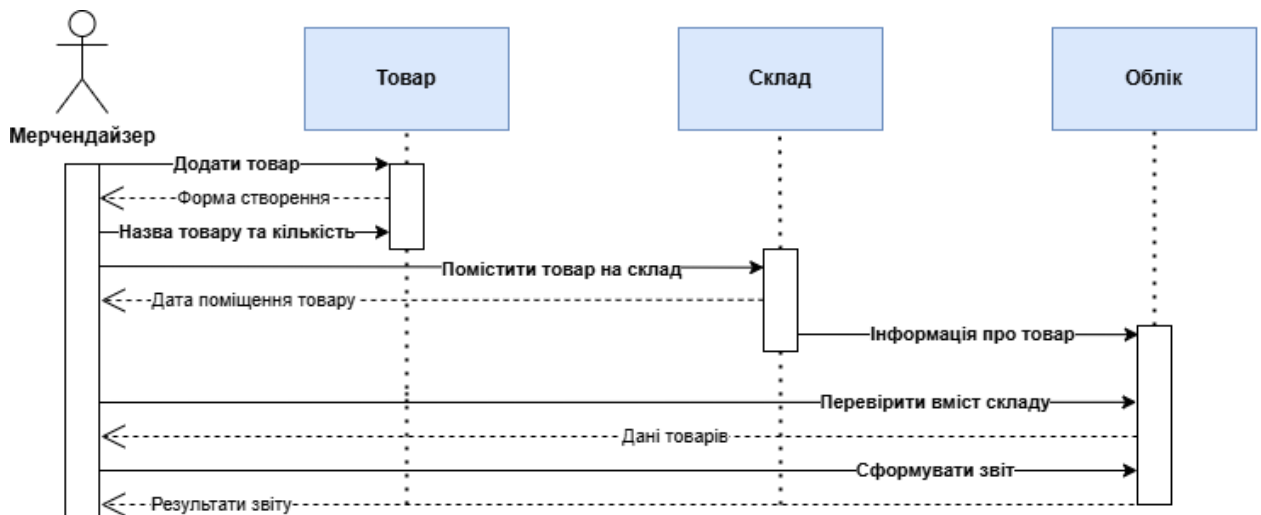 Товар
Склад
Облік
Мерчендайзер
Додати товар
Форма створення
Назва товару та кількість
Помістити товар на склад
Дата поміщення товару
Інформація про товар
Перевірити вміст складу
Дані товарів
Сформувати звіт
Результати звіту